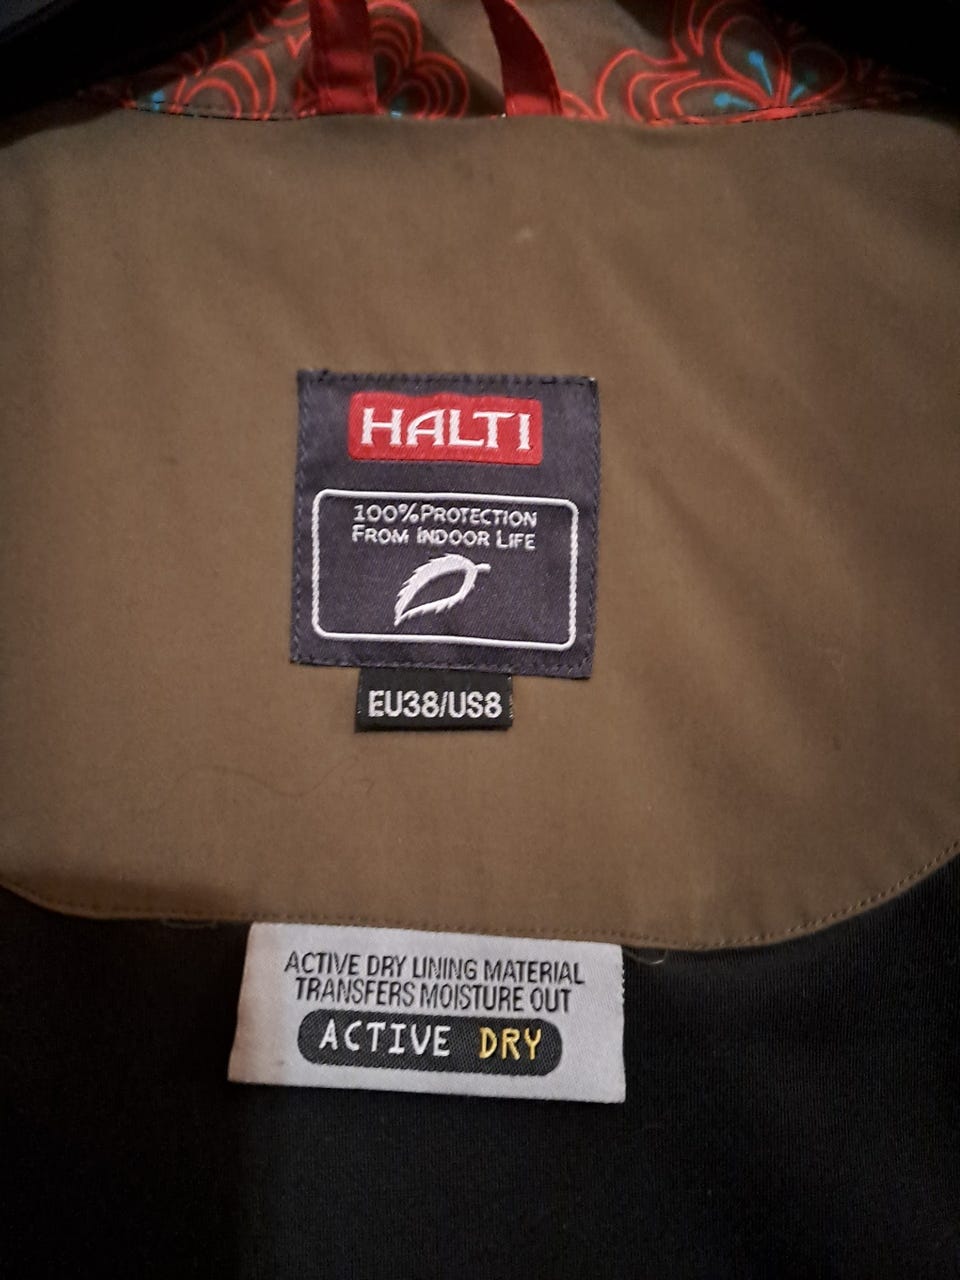 HALTI
100% PROTECTION
FROM INDOOR LIFE
EU38/US8
ACTIVE DRY LINING MATERIAL
TRANSFERS MOISTURE OUT
ACTIVE DRY